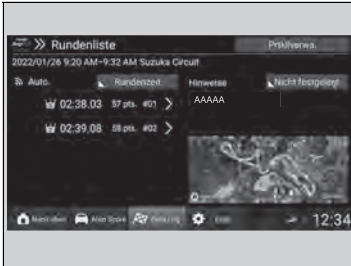 Rundenliste
2022/01/26 9:20 AM–9:32 AM Suzuka Circuit
Auto.
Rundenzeit
Hinweise
Nicht festgelegt
02:38.03 57 pts. #01
AAAAA
02:39.08 58 pts. #02
12:34